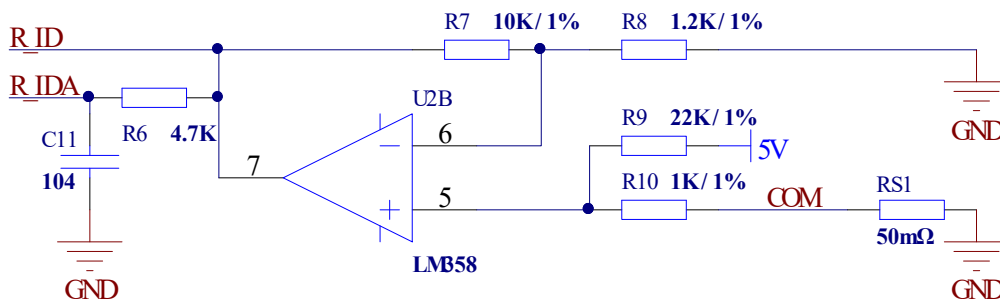 R7 10K/ 1% R8 1.2K/ 1%
R_ID
R_IDA
U2B
C11 R6 4.7K
104
6
R9 22K/ 1%
5V
GND
7
5
R10 1K/ 1%
COM
RS1
50mΩ
LM358
GND
GND